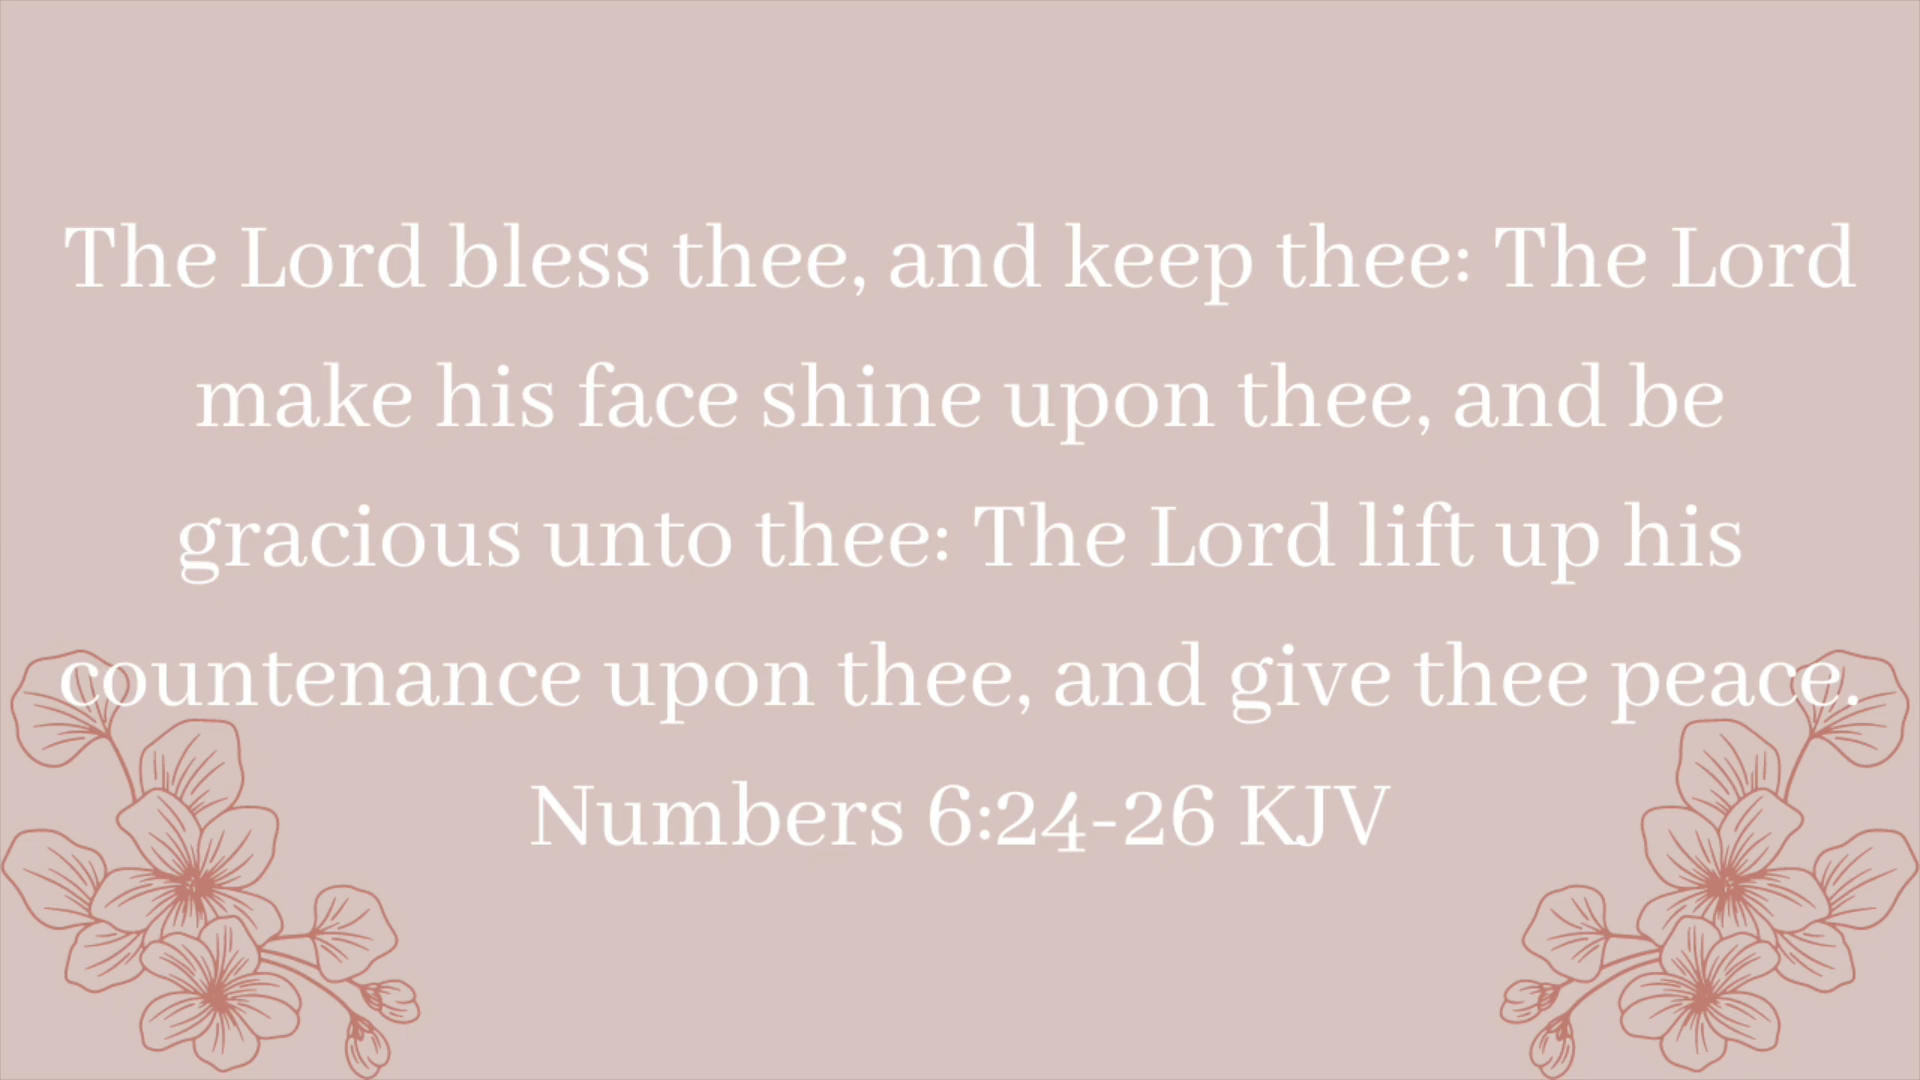 The Lord bless thee, and keep thee: The Lord
make his face shine upon thee, and be
gracious unto thee: The Lord lift up his
countenance upon thee, and give thee peace.
Numbers 6:24-26 KJV